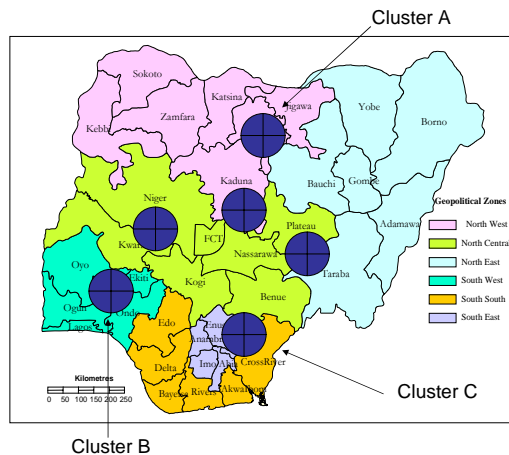 Cluster A
Sokoto
Katsina
Jigawa
Yobe
Borno
Kebbi
Zamfara
Kaduna
Bauchi
Gombe
Geopolitical Zones
Niger
Adamawa
Plateau
North West
FCT
North Central
Kwara
Nassarawa
North East
Oyo
Taraba
South West
Ekiti
Kogi
South South
Benue
Ogun
Ondo
South East
Lagos
Edo
Enugu
Anambra
Imo
Abia
CrossRiver
Kilometres
Delta
0 50 100 150 200 250
Bayelsa
Rivers
AkwaIbom
Cluster C
Cluster B